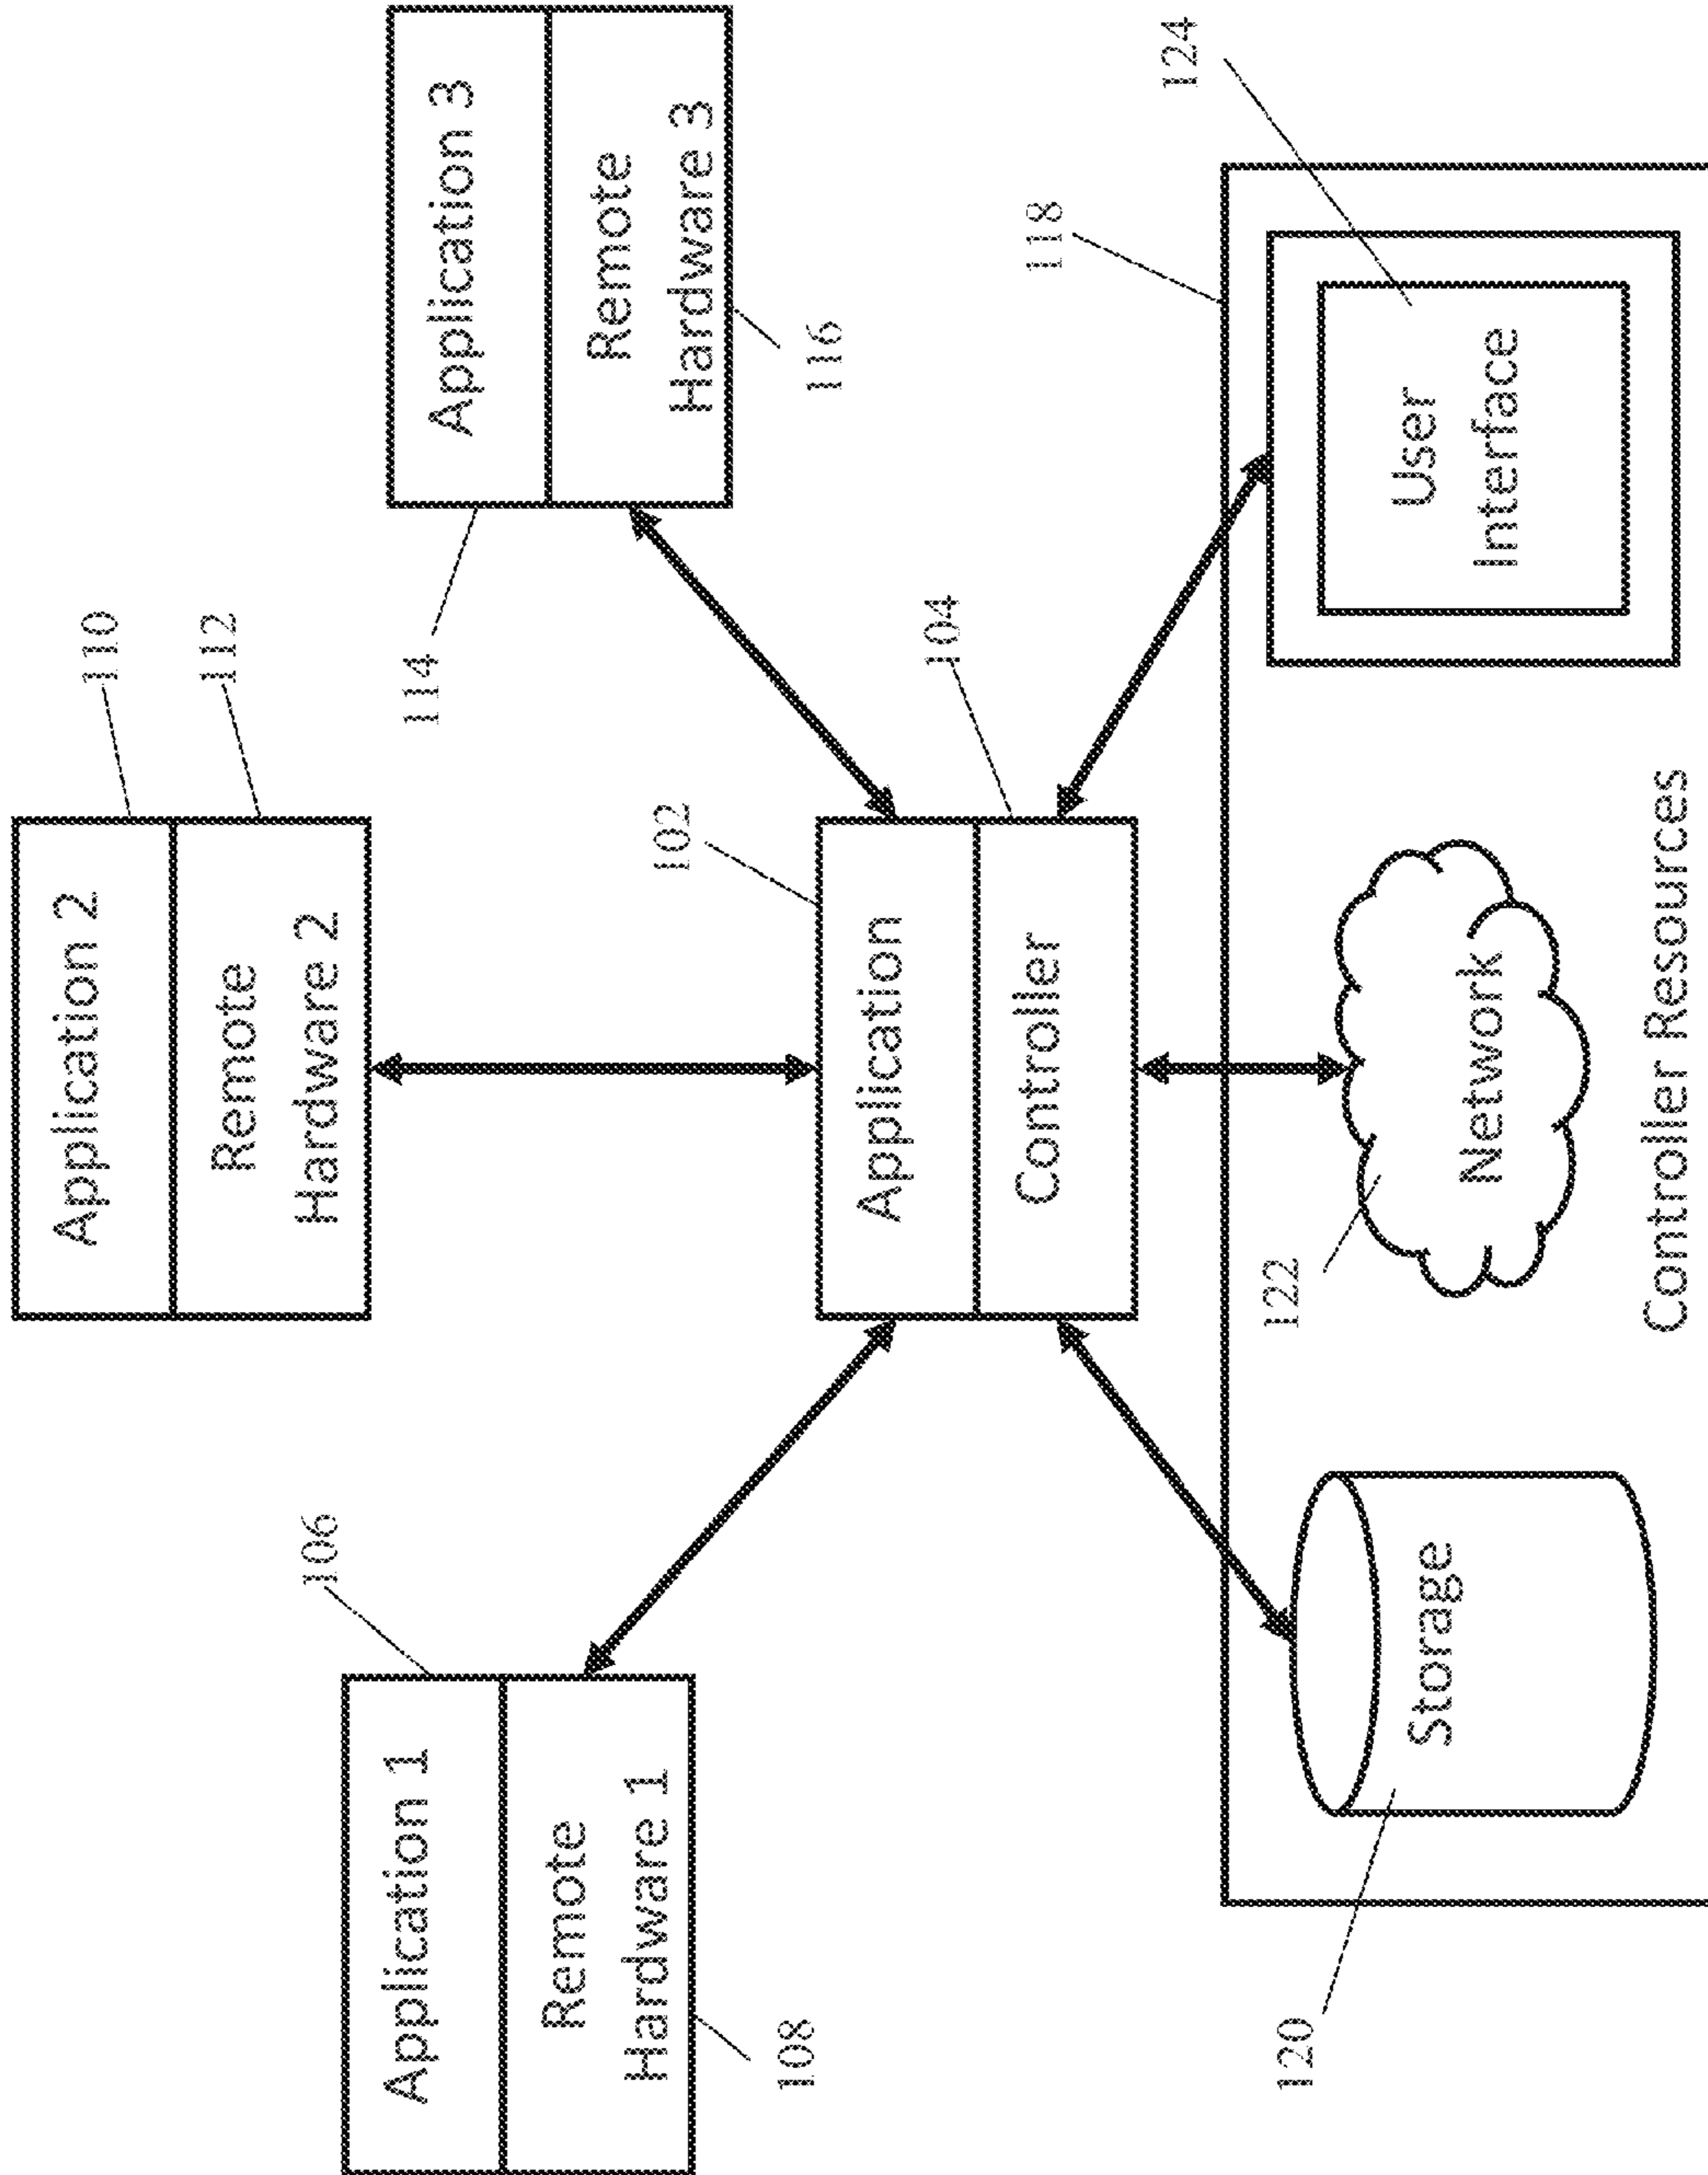 110
Application 2
112
Remote
Hardware 2
106
Application 1
Remote
Hardware 1
108
114
Application 3
Remote
Hardware 3
116
102
Application
104
Controller
118
120
Storage
122
Network
124
User
Interface
Controller Resources